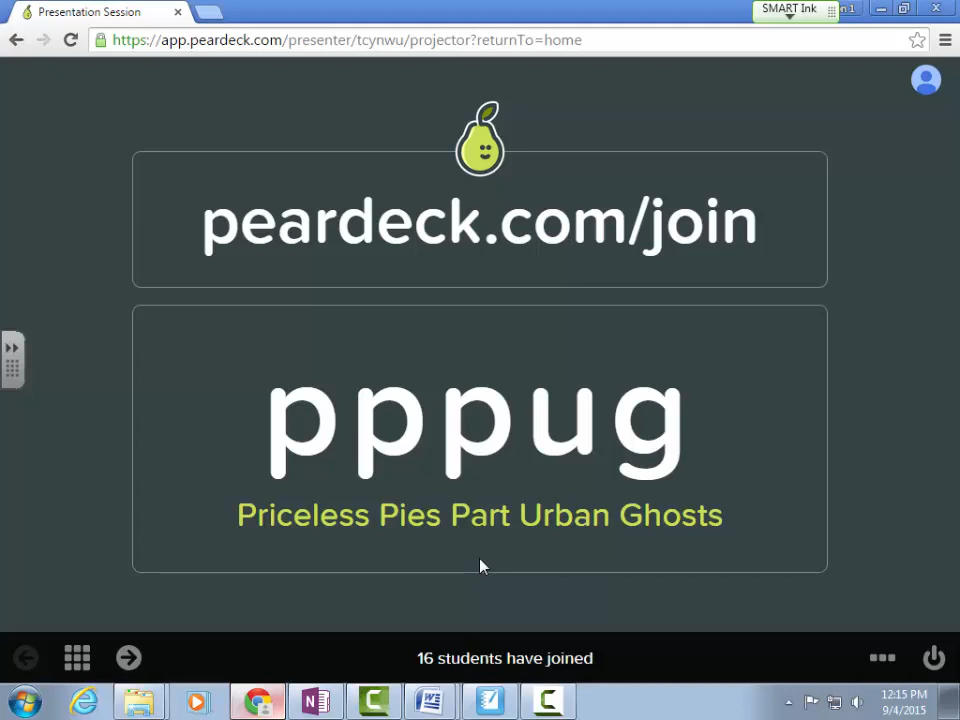 Presentation Session
SMART Ink
https://app.peardeck.com/presenter/tcynwu/projector?returnTo=home
peardeck.com/join
pppug
Priceless Pies Part Urban Ghosts
16 students have joined
12:15 PM
9/4/2015